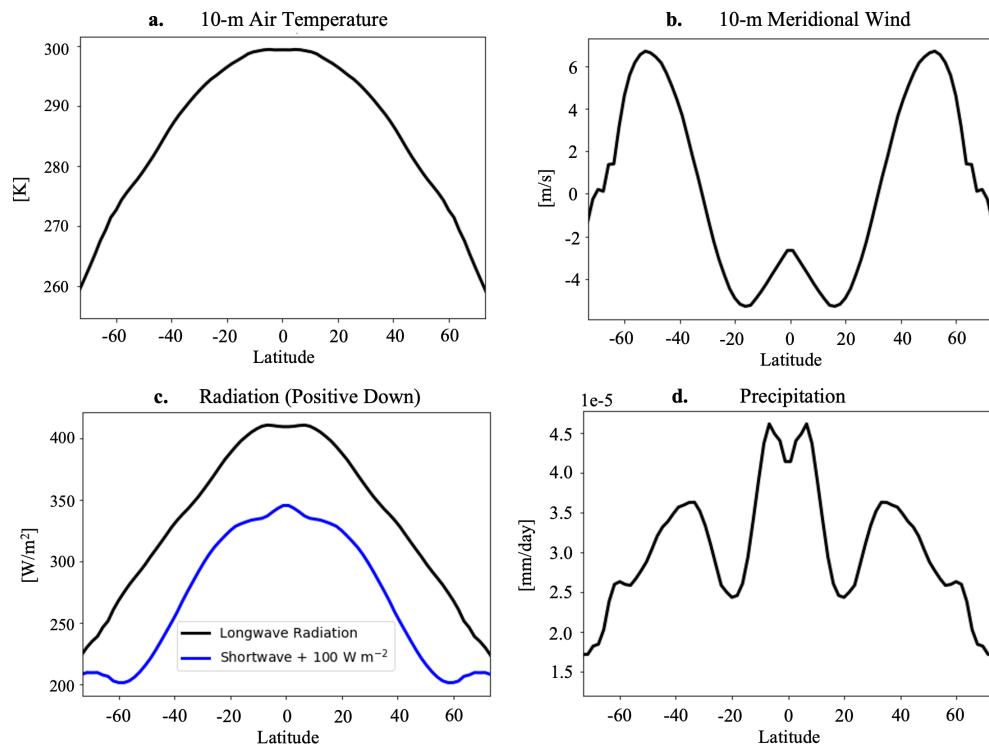 a. 10-m Air Temperature
300
290
280
270
260
[K]
-60 -40 -20 0 20 40 60
Latitude
b. 10-m Meridional Wind
6
4
2
0
-2
-4
[m/s]
-60 -40 -20 0 20 40 60
Latitude
c. Radiation (Positive Down)
400
350
300
250
200
[W/m²]
Longwave Radiation
Shortwave + 100 W m⁻²
-60 -40 -20 0 20 40 60
Latitude
d. Precipitation
1e-5
4.5
4.0
3.0
2.5
2.0
1.5
[mm/day]
-60 -40 -20 0 20 40 60
Latitude